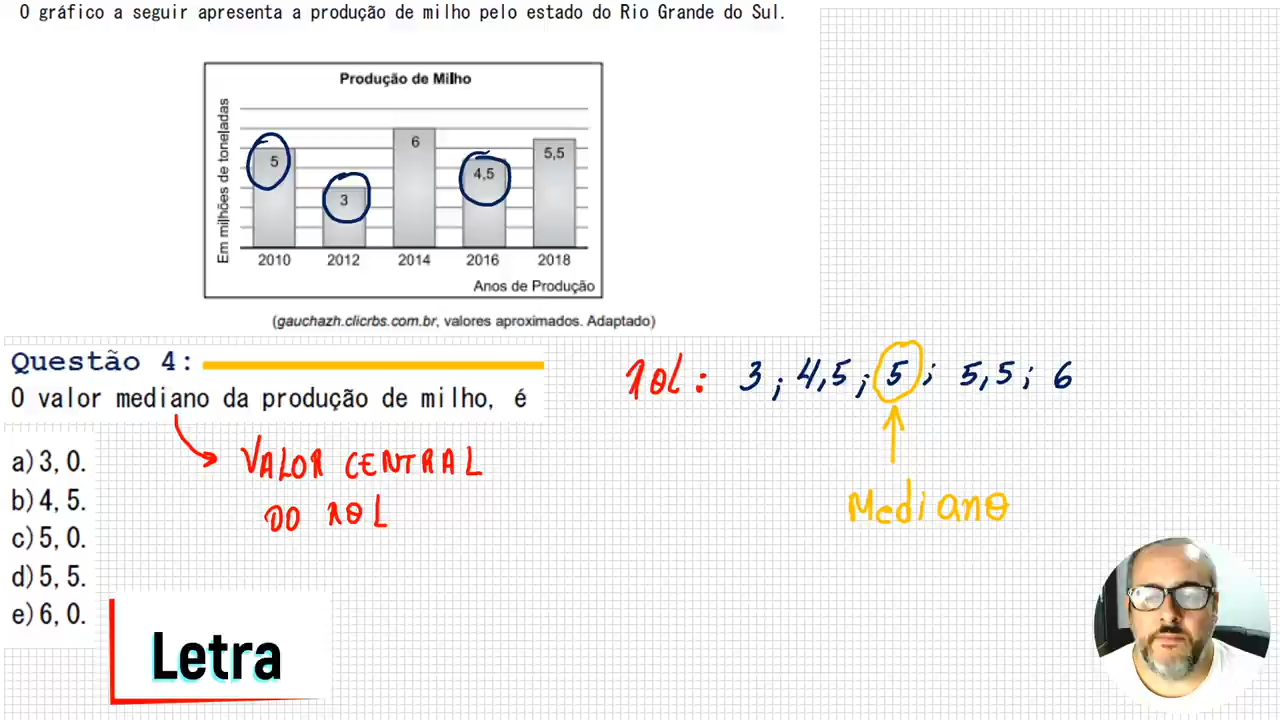 O gráfico a seguir apresenta a produção de milho pelo estado do Rio Grande do Sul.
Produção de Milho
Em milhões de toneladas
5
3
6
4,5
5,5
2010 2012 2014 2016 2018
Anos de Produção
(gauchazh.clicrbs.com.br, valores aproximados. Adaptado)
Questão 4:
O valor mediano da produção de milho, é
ROL: 3 ; 4,5 ; 5 ; 5,5 ; 6
a)3,0.
b)4,5.
c)5,0.
d)5,5.
e)6,0.
VALOR CENTRAL
DO ROL
Mediano
Letra